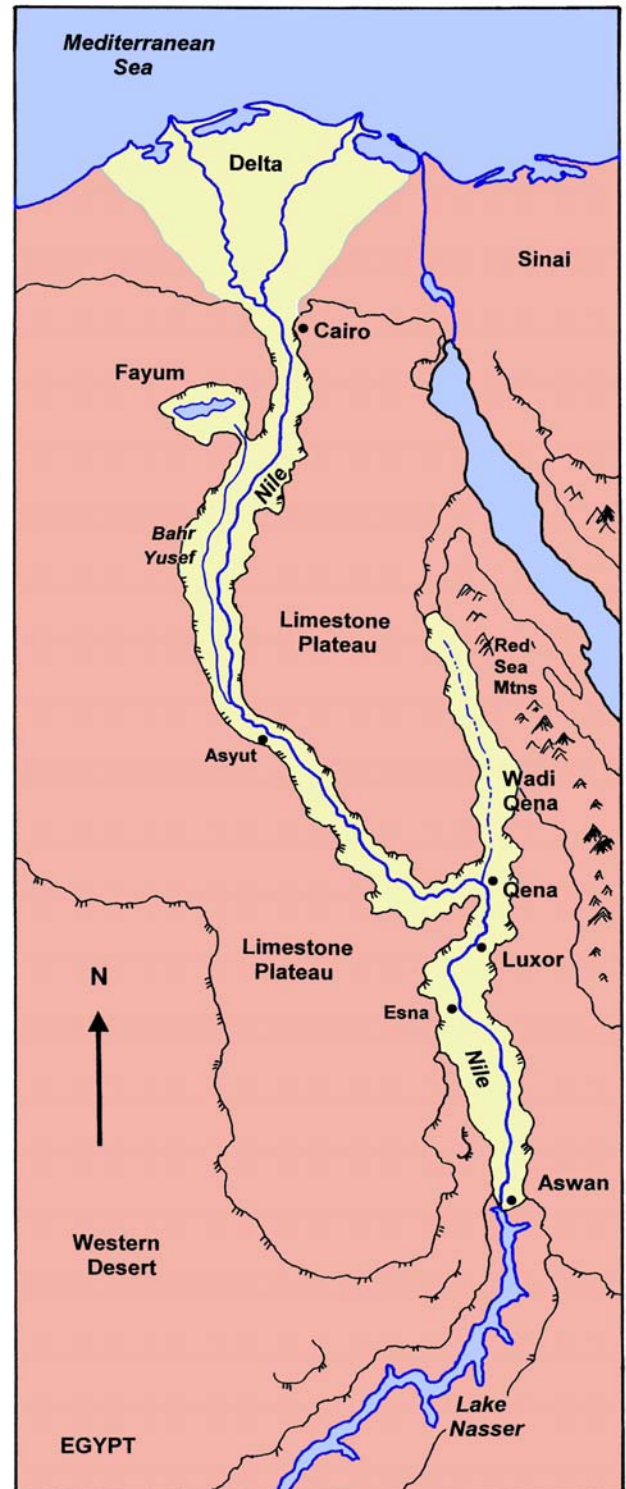 Mediterranean
Sea
Delta
Sinai
Cairo
Fayum
Nile
Bahr
Yusef
Limestone
Plateau
Red
Sea
Mtns
Asyut
Wadi
Qena
Qena
Limestone
Plateau
Luxor
N
Esna
Nile
Aswan
Western
Desert
Lake
Nasser
EGYPT